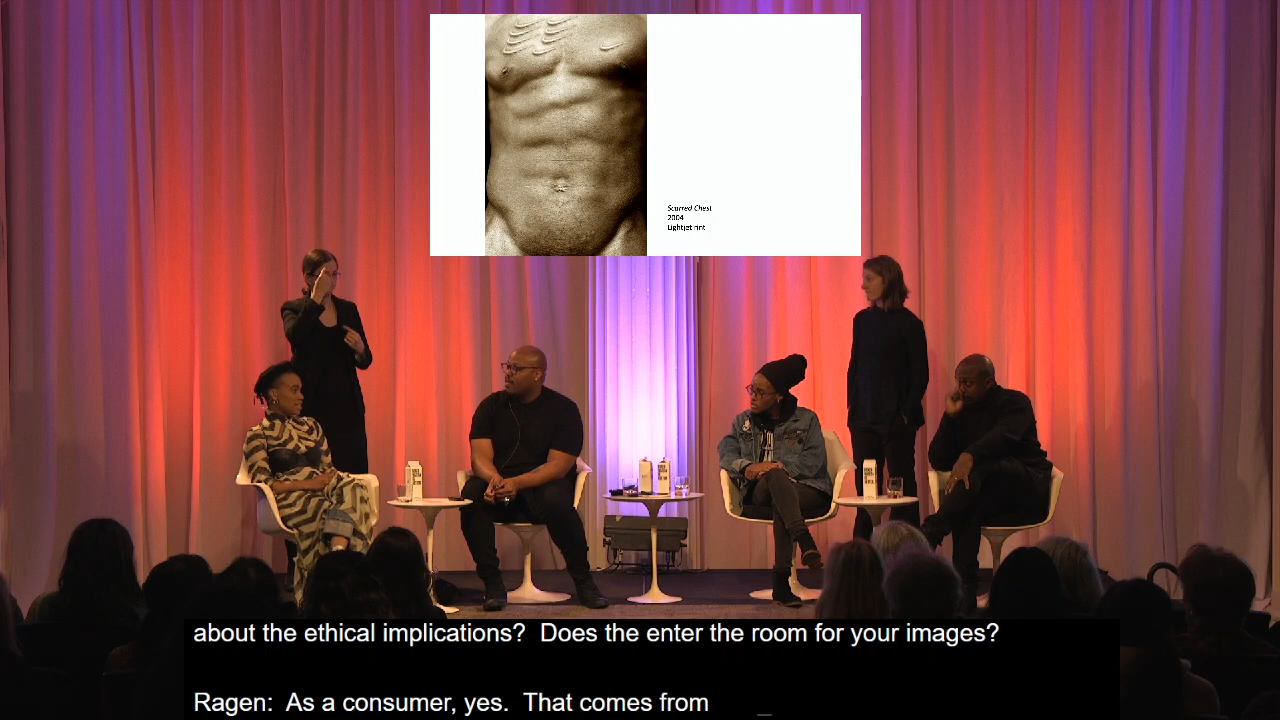 Scarred Chest
2004
Lightjet rint
about the ethical implications?  Does the enter the room for your images?
Ragen:  As a consumer, yes.  That comes from